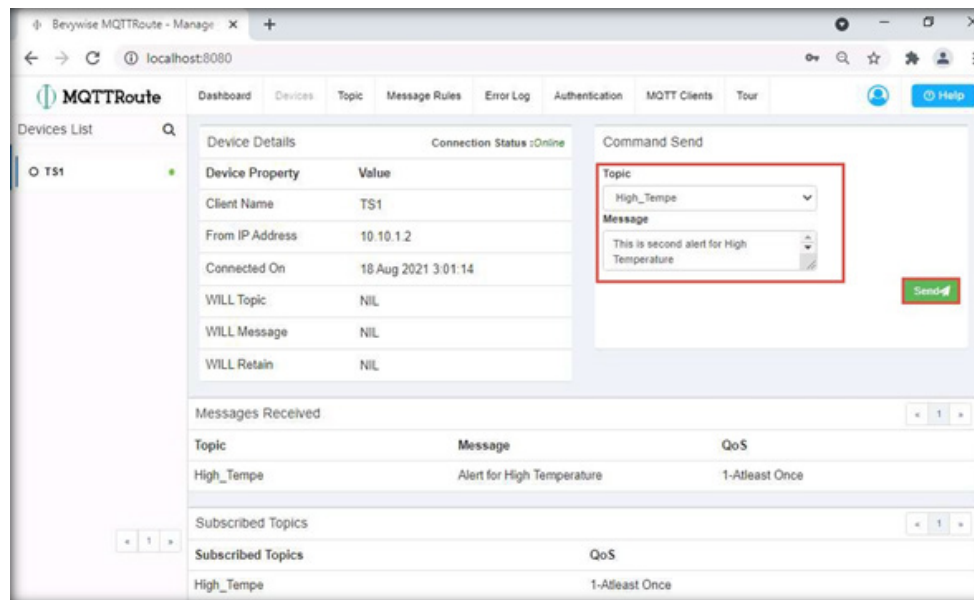 Bevywise MQTTRoute - Manage
localhost:8080
MQTTRoute
Dashboard Devices Topic Message Rules Error Log Authentication MQTT Clients Tour Help
Devices List
TS1
Device Details Connection Status :Online
Device Property Value
Client Name TS1
From IP Address 10.10.1.2
Connected On 18 Aug 2021 3:01:14
WILL Topic NIL
WILL Message NIL
WILL Retain NIL
Command Send
Topic
High_Tempe
Message
This is second alert for High
Temperature
Send
Messages Received « 1 »
Topic Message QoS
High_Tempe Alert for High Temperature 1-Atleast Once
Subscribed Topics « 1 »
Subscribed Topics QoS
High_Tempe 1-Atleast Once
« 1 »